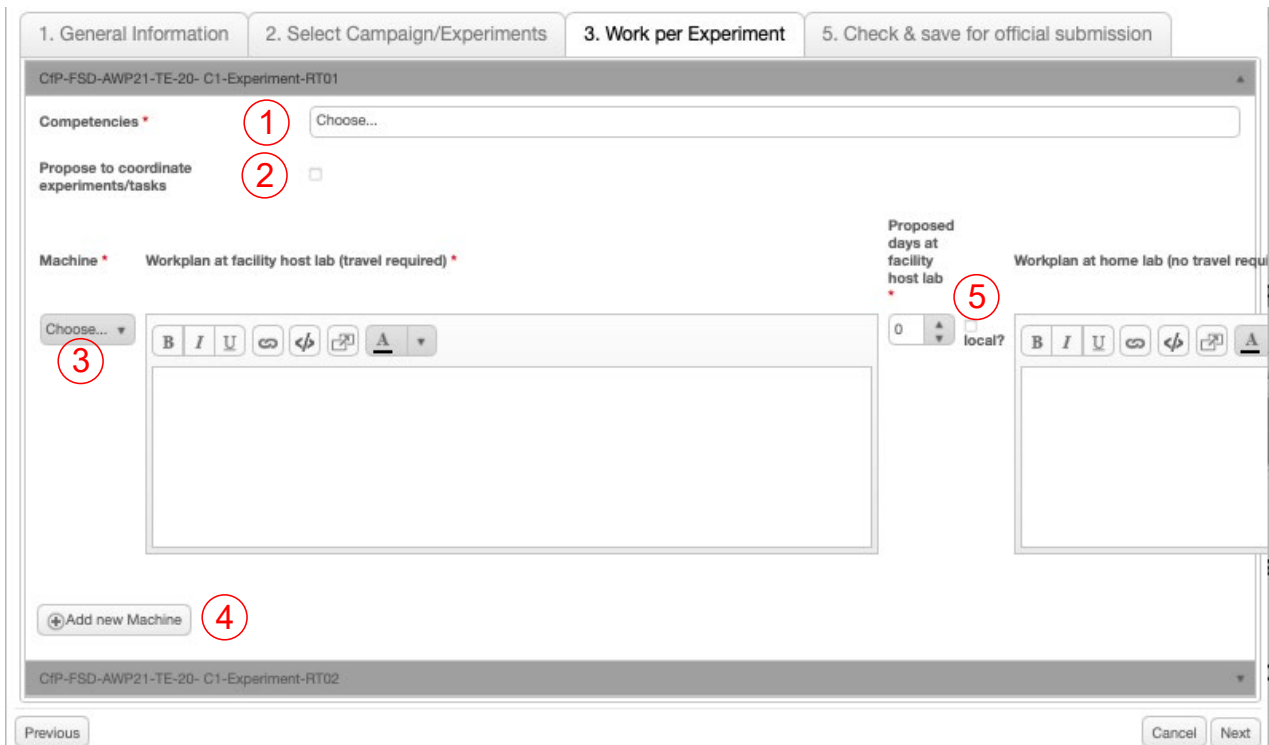 1. General Information
2. Select Campaign/Experiments
3. Work per Experiment
5. Check & save for official submission
CfP-FSD-AWP21-TE-20- C1-Experiment-RT01
Competencies *
1
Choose...
Propose to coordinate
experiments/tasks
2
Machine *
Workplan at facility host lab (travel required) *
Proposed
days at
facility
host lab
*
Workplan at home lab (no travel requi
5
Choose...
3
B I U </> A
0
local?
B I U </> A
Add new Machine
4
CfP-FSD-AWP21-TE-20- C1-Experiment-RT02
Previous
Cancel
Next